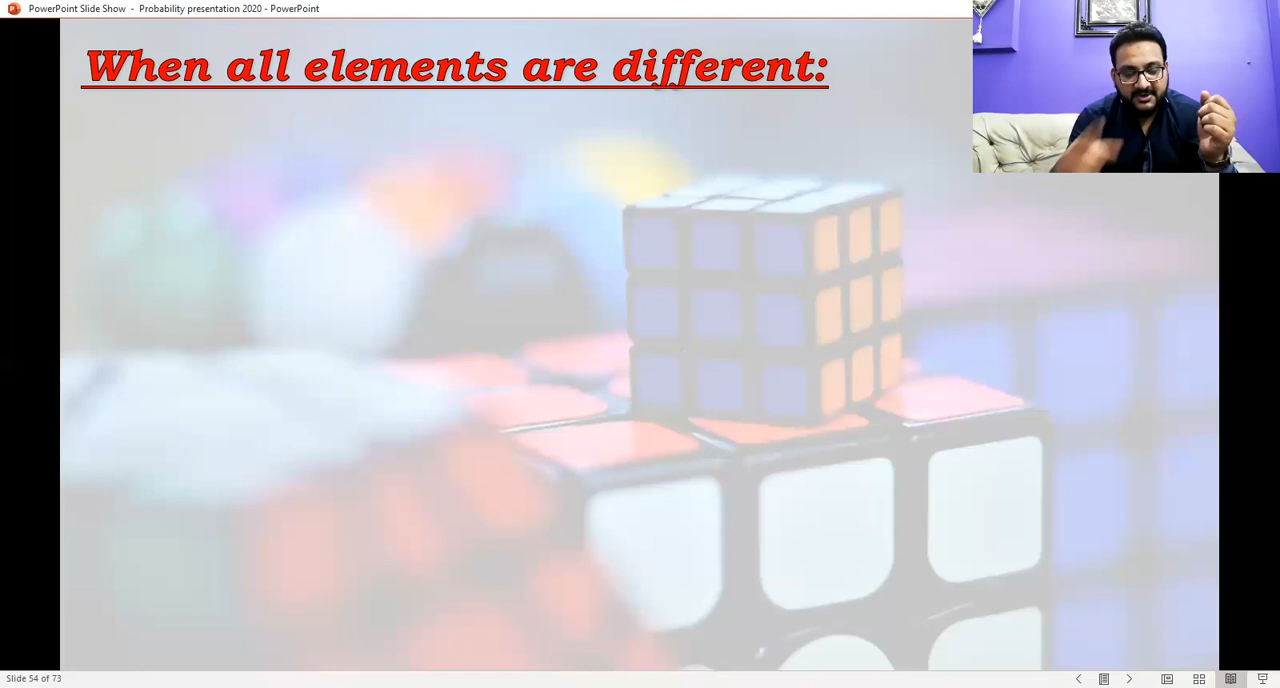 PowerPoint Slide Show - Probability presentation 2020 - PowerPoint
When all elements are different:
Slide 54 of 73